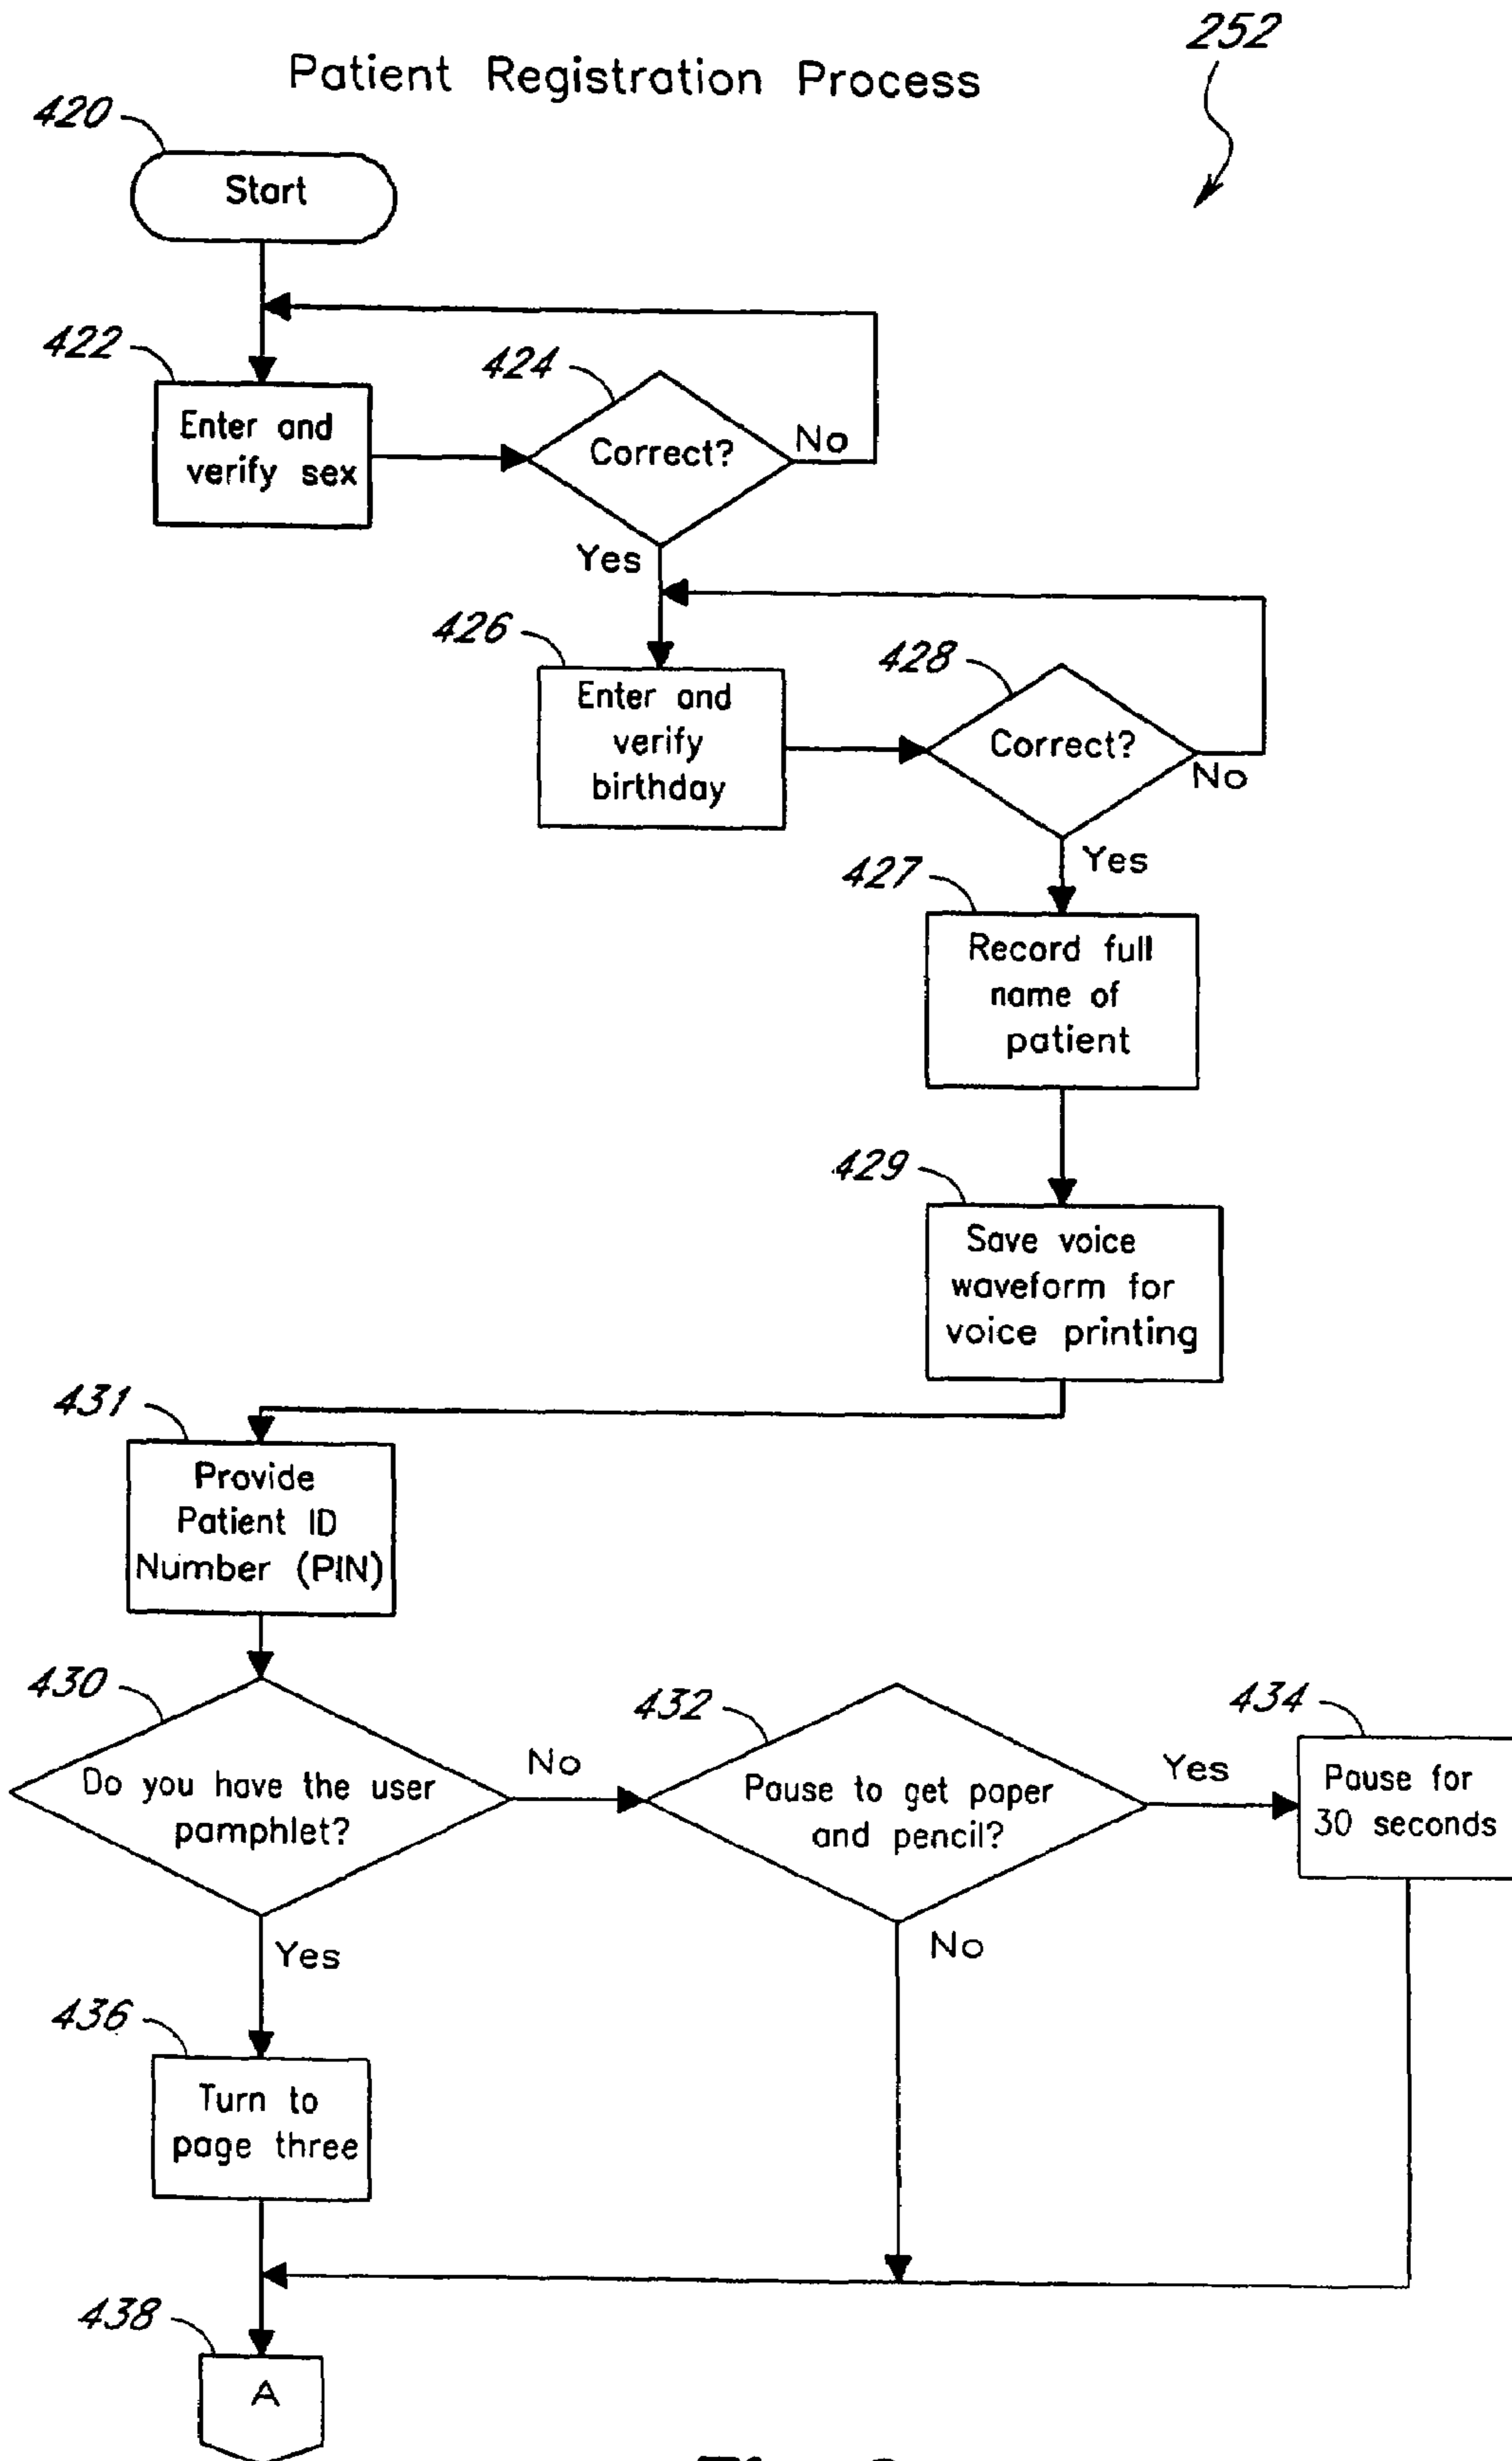 252
Patient Registration Process
420
Start
422
Enter and
verify sex
424
Correct?
No
Yes
426
Enter and
verify
birthday
428
Correct?
No
Yes
427
Record full
name of
patient
429
Save voice
waveform for
voice printing
431
Provide
Patient ID
Number (PIN)
430
Do you have the user
pamphlet?
No
432
Pause to get paper
and pencil?
Yes
434
Pause for
30 seconds
Yes
No
436
Turn to
page three
438
A